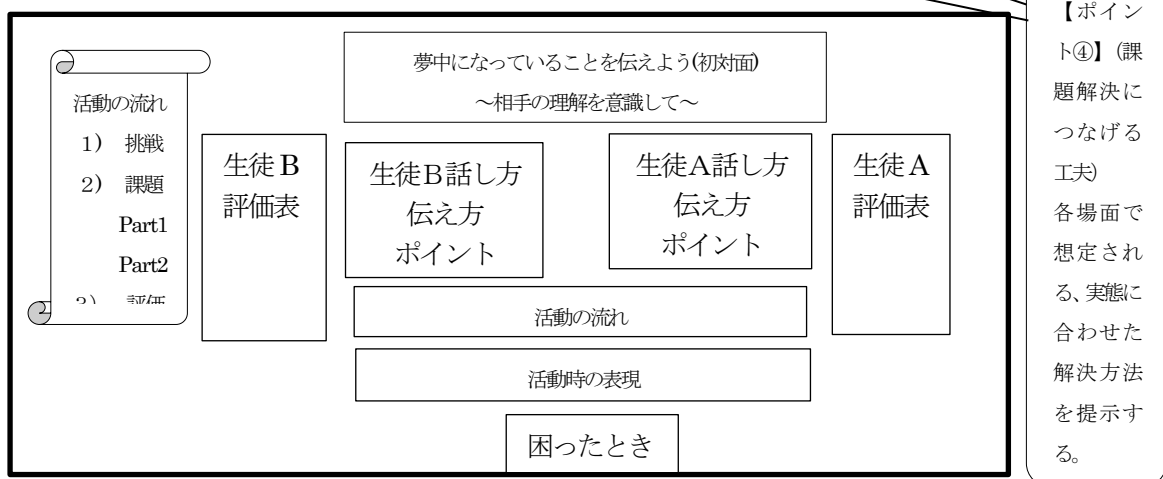 夢中になっていることを伝えよう(初対面)
～相手の理解を意識して～
活動の流れ
1) 挑戦
2) 課題
Part1
Part2
3) 評価
生徒B
評価表
生徒B話し方
伝え方
ポイント
生徒A話し方
伝え方
ポイント
生徒A
評価表
活動の流れ
活動時の表現
困ったとき
【ポイン
ト④】(課
題解決に
つなげる
工夫)
各場面で
想定され
る、実態に
合わせた
解決方法
を提示す
る。